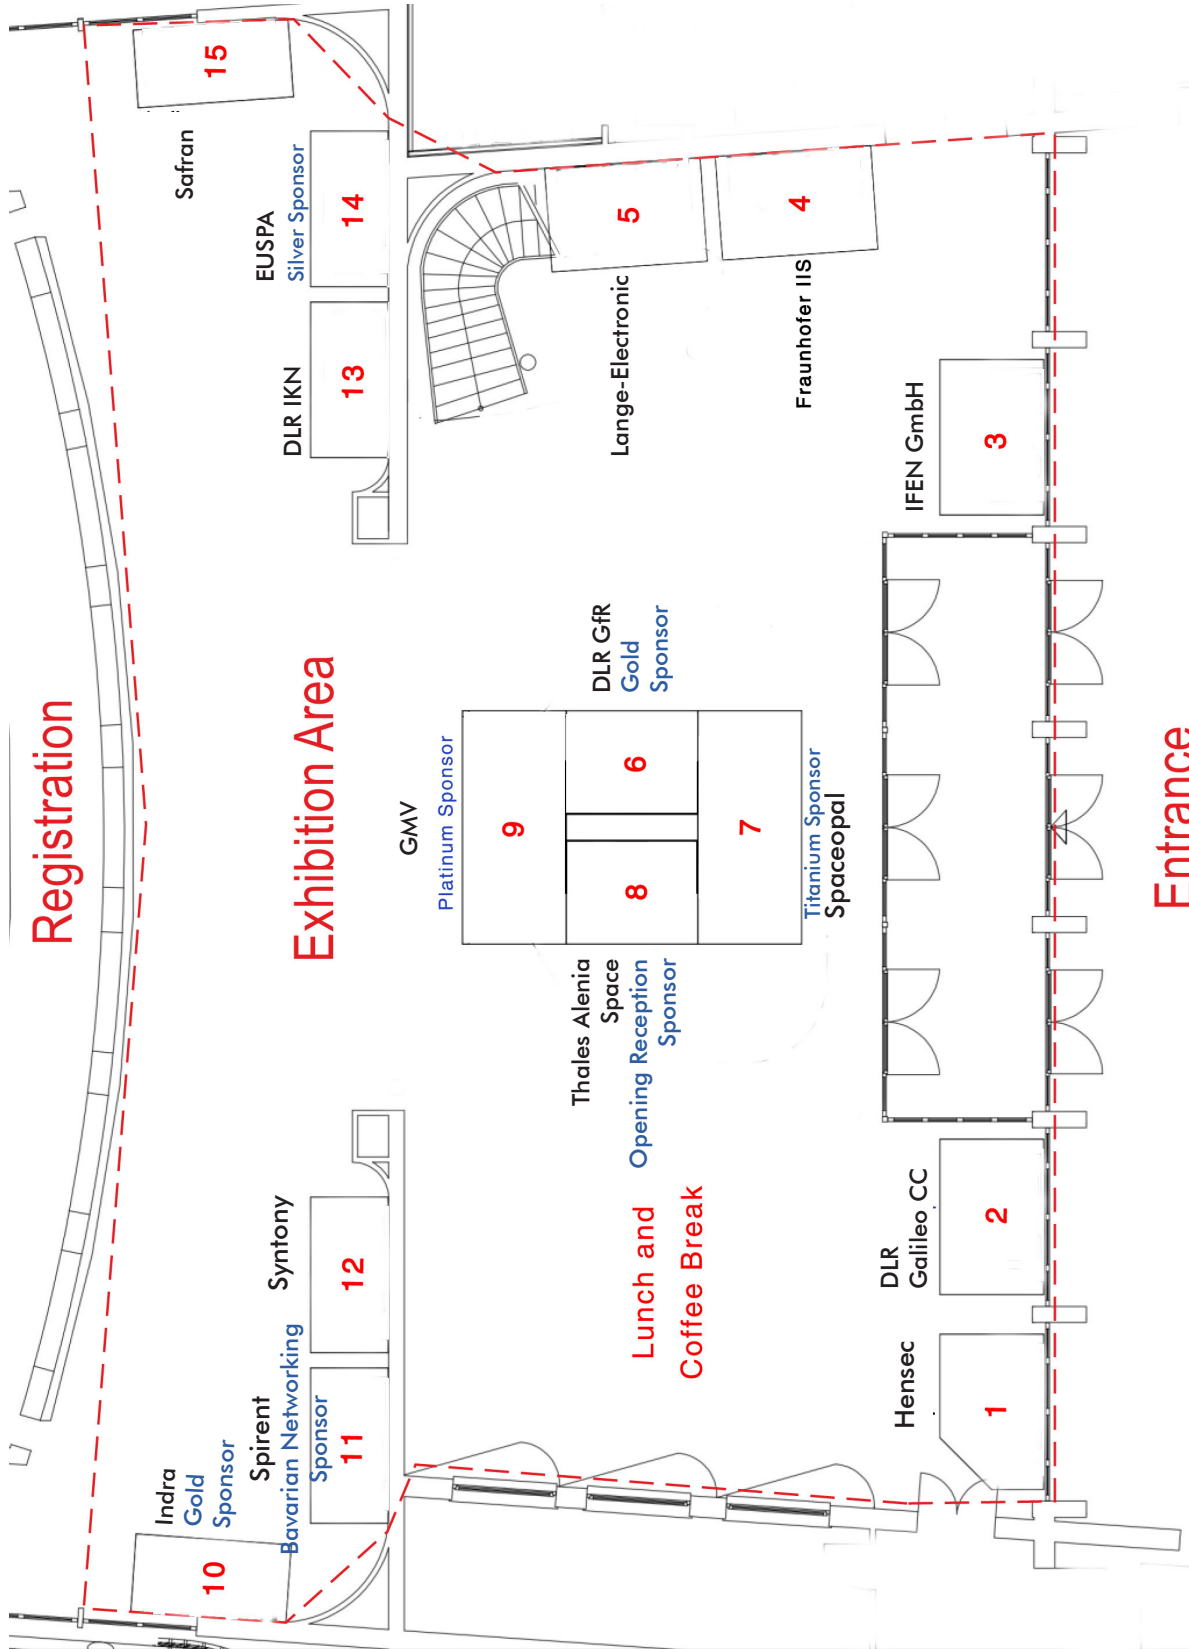 Registration
Exhibition Area
Entrance
Lunch and
Coffee Break
10
Indra
Gold
Sponsor
11
Spirent
Bavarian Networking
Sponsor
12
Syntony
13
DLR IKN
14
EUSPA
Silver Sponsor
15
Safran
GMV
Platinum Sponsor
9
8
Thales Alenia
Space
Opening Reception
Sponsor
6
DLR GfR
Gold
Sponsor
7
Titanium Sponsor
Spaceopal
5
Lange-Electronic
4
Fraunhofer IIS
IFEN GmbH
3
DLR
Galileo CC
2
Hensec
1